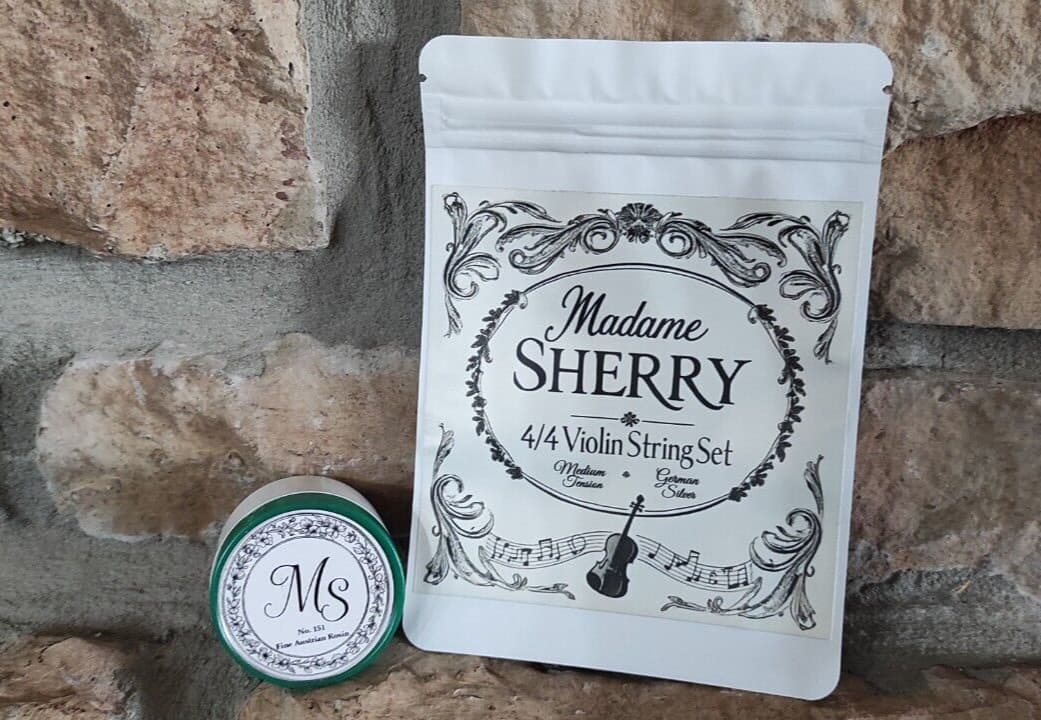 Madame
SHERRY
4/4 Violin String Set
Medium Tension
German Silver
Ms
No. 151
Fine Austrian Rosin